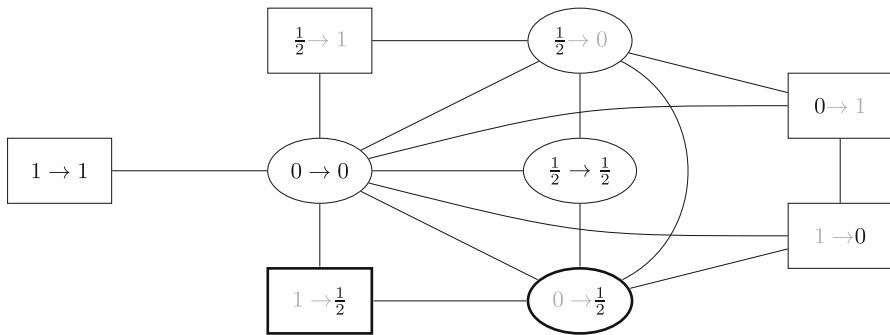 ½ → 1
½ → 0
0 → 1
1 → 1
0 → 0
½ → ½
1 → 0
1 → ½
0 → ½